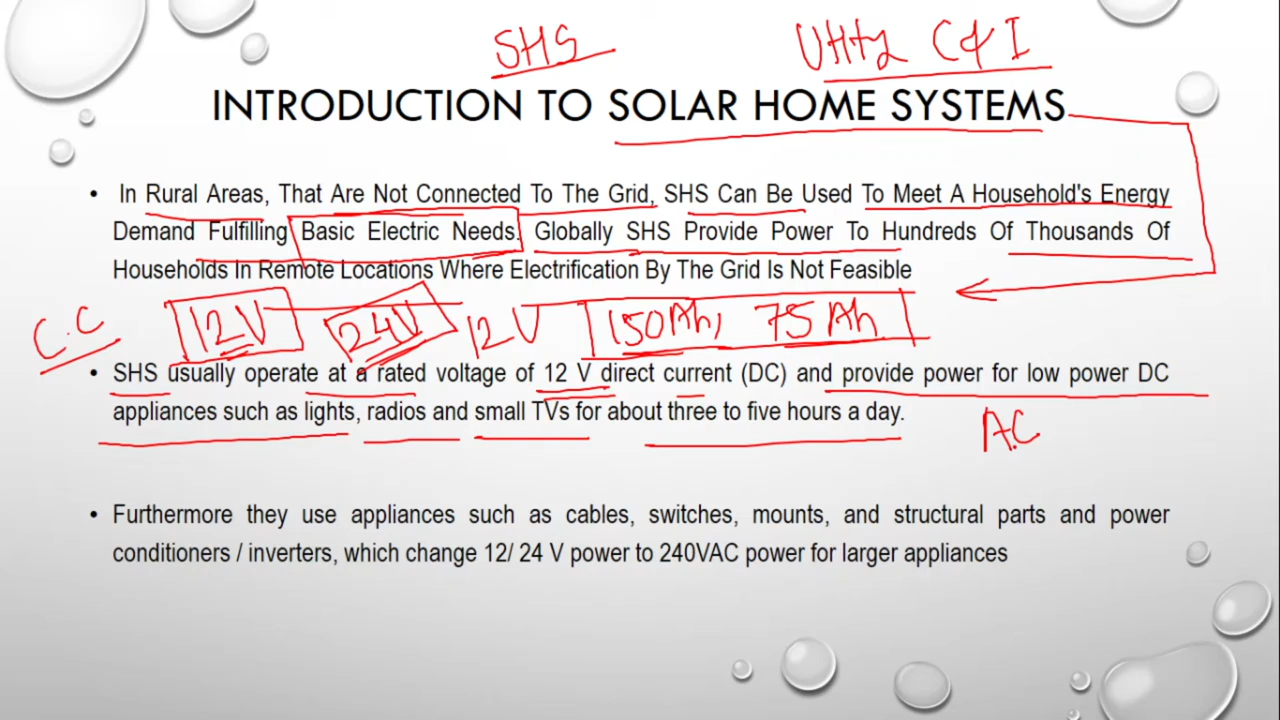 SHS Utility C&I
INTRODUCTION TO SOLAR HOME SYSTEMS
• In Rural Areas, That Are Not Connected To The Grid, SHS Can Be Used To Meet A Household's Energy
Demand Fulfilling Basic Electric Needs. Globally SHS Provide Power To Hundreds Of Thousands Of
Households In Remote Locations Where Electrification By The Grid Is Not Feasible
C.C 12V 24V 12V 150Ah, 75Ah
• SHS usually operate at a rated voltage of 12 V direct current (DC) and provide power for low power DC
appliances such as lights, radios and small TVs for about three to five hours a day.
A.C
• Furthermore they use appliances such as cables, switches, mounts, and structural parts and power
conditioners / inverters, which change 12/ 24 V power to 240VAC power for larger appliances